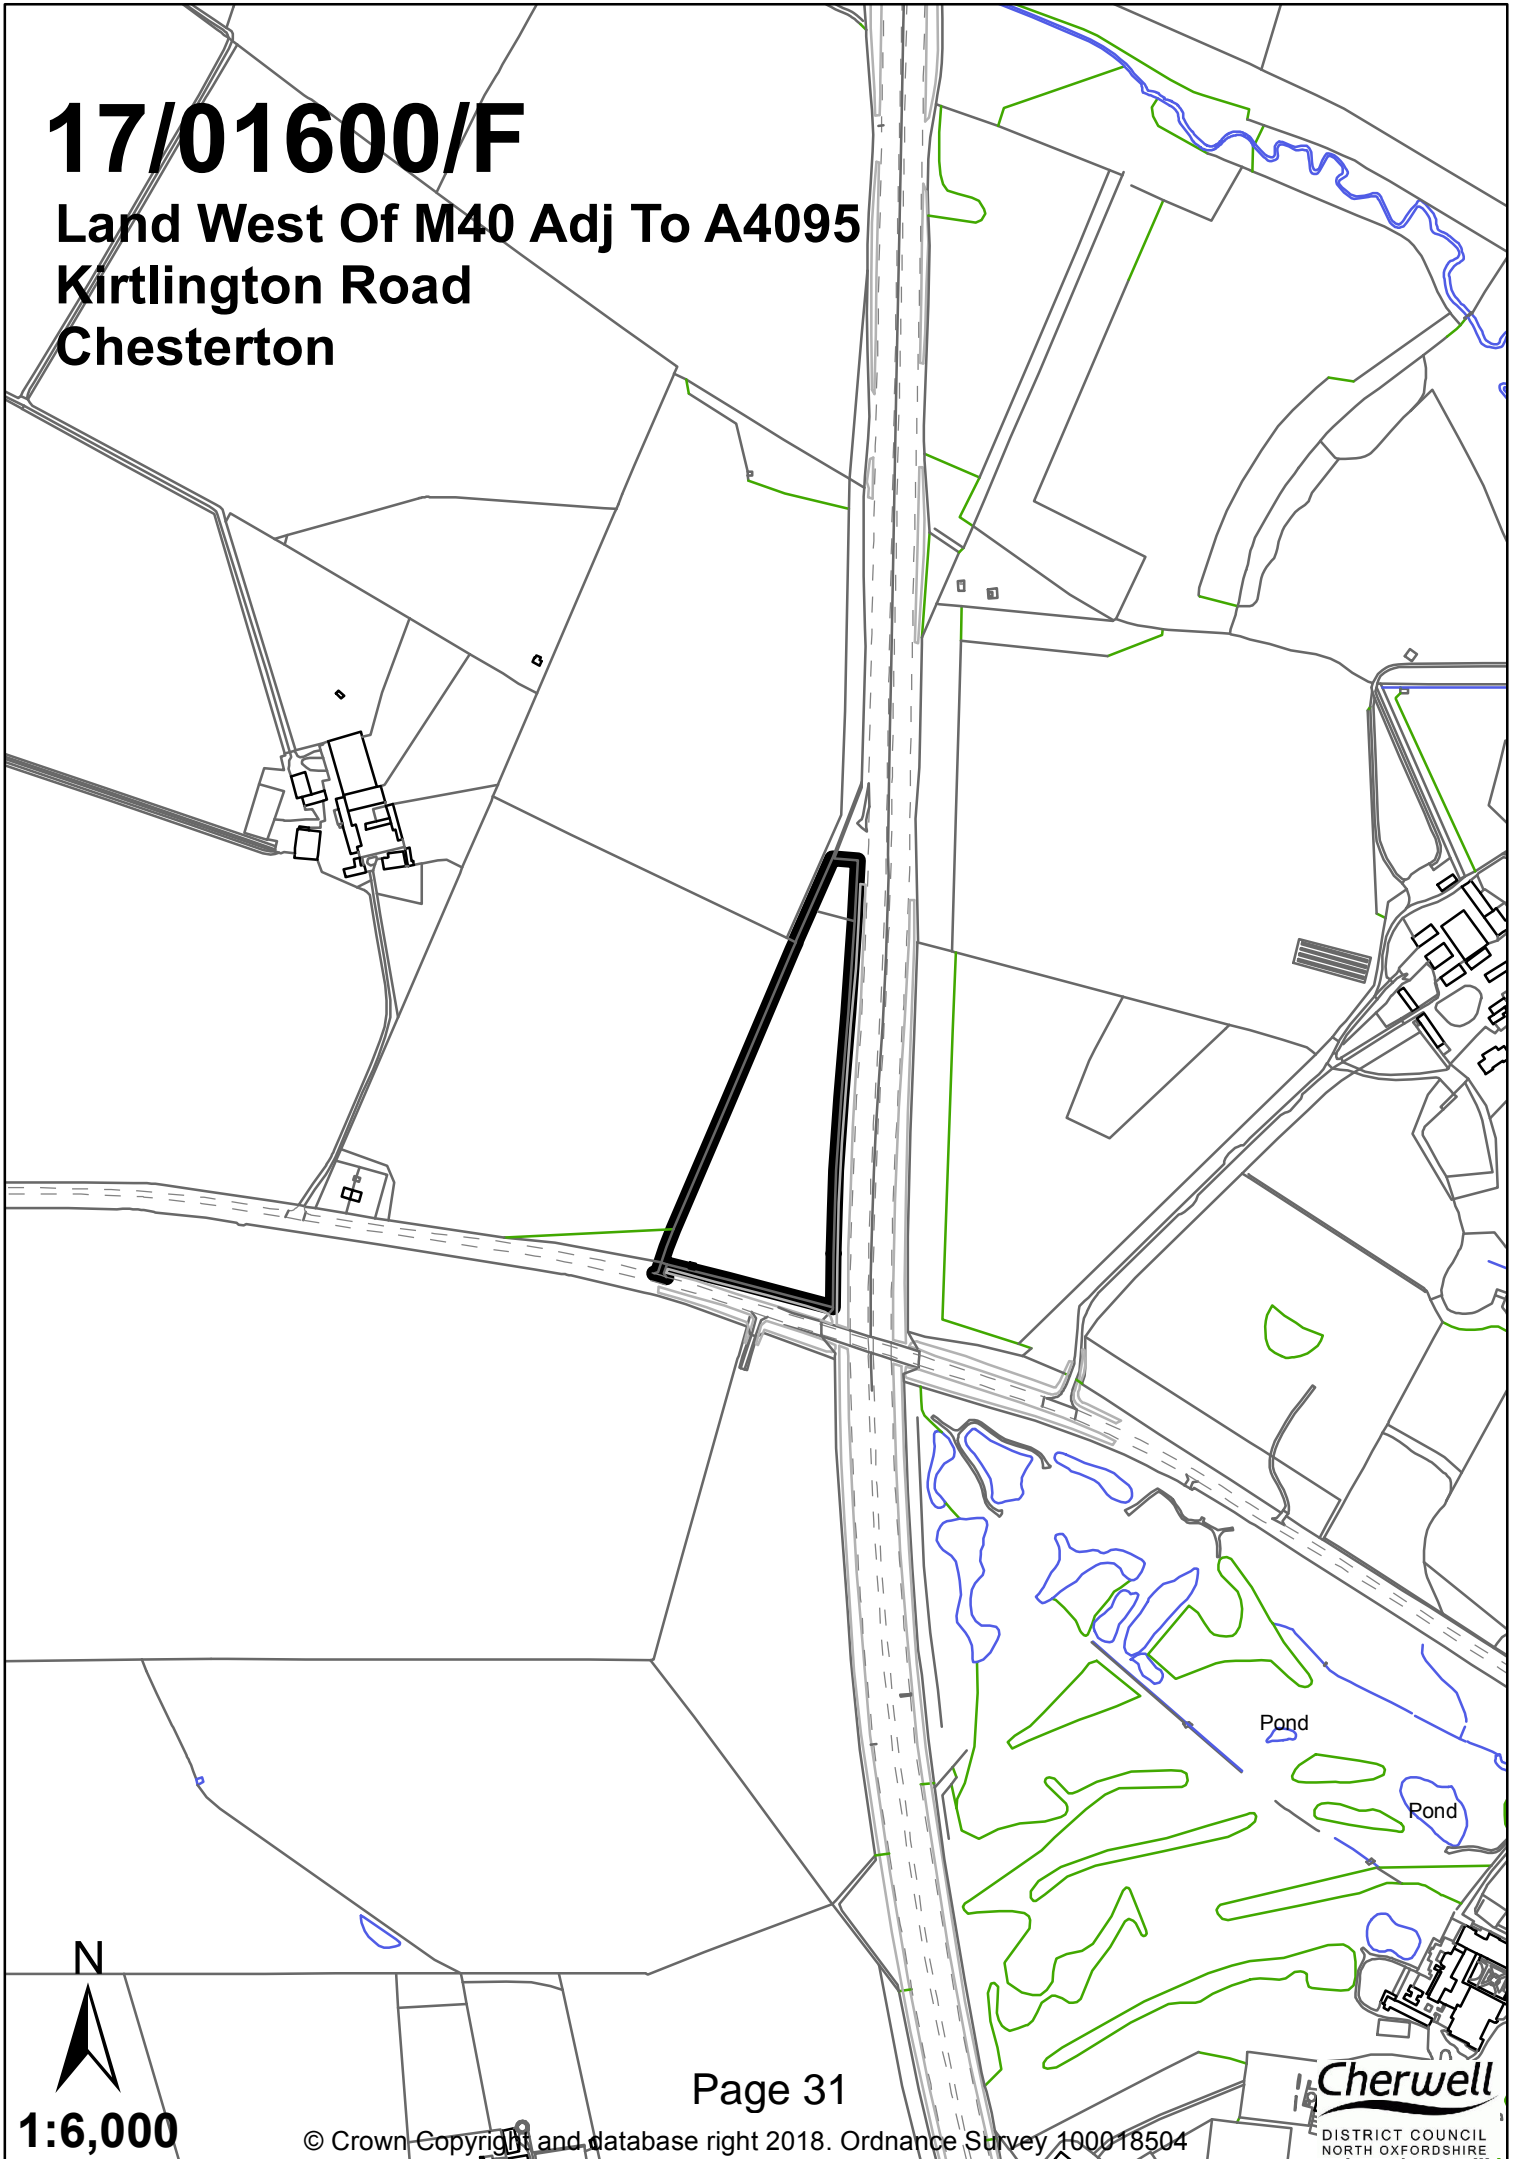 17/01600/F
Land West Of M40 Adj To A4095
Kirtlington Road
Chesterton
Pond
Pond
N
1:6,000
Page 31
© Crown Copyright and database right 2018. Ordnance Survey 100018504
Cherwell
DISTRICT COUNCIL
NORTH OXFORDSHIRE